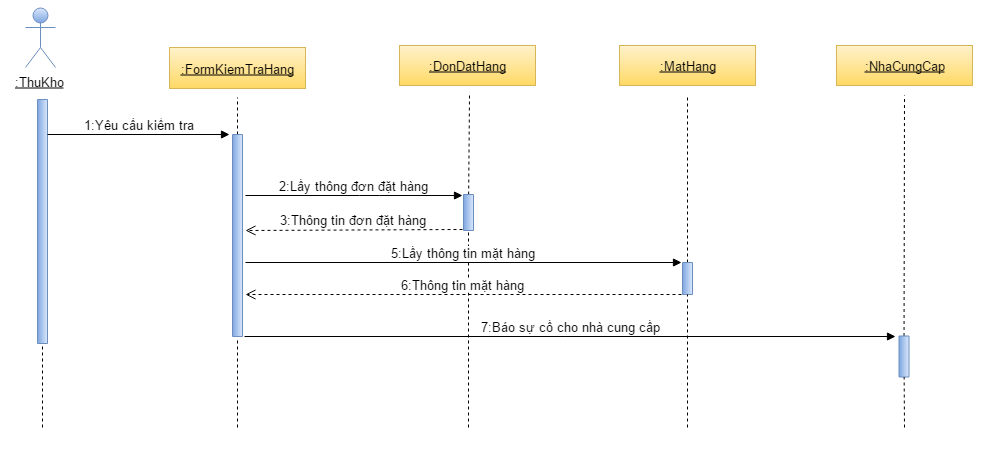 :ThuKho
:FormKiemTraHang
:DonDatHang
:MatHang
:NhaCungCap
1:Yêu cầu kiểm tra
2:Lấy thông đơn đặt hàng
3:Thông tin đơn đặt hàng
5:Lấy thông tin mặt hàng
6:Thông tin mặt hàng
7:Báo sự cố cho nhà cung cấp